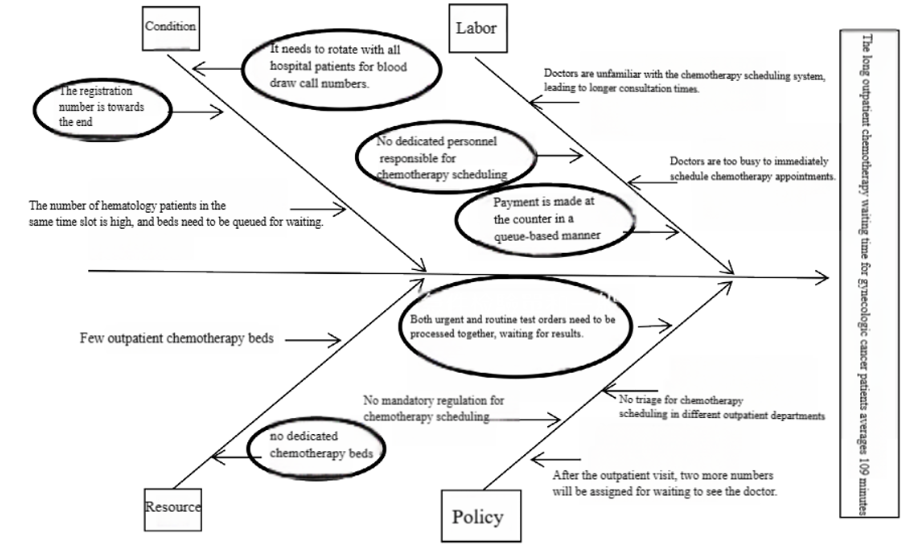 Condition
It needs to rotate with all
hospital patients for blood
draw call numbers.
The registration
number is towards
the end
The number of hematology patients in the
same time slot is high, and beds need to be queued for waiting.
Labor
Doctors are unfamiliar with the chemotherapy scheduling system,
leading to longer consultation times.
No dedicated personnel
responsible for
chemotherapy scheduling
Doctors are too busy to immediately
schedule chemotherapy appointments.
Payment is made at
the counter in a
queue-based manner
Few outpatient chemotherapy beds
no dedicated
chemotherapy beds
Resource
Both urgent and routine test orders need to be
processed together, waiting for results.
No mandatory regulation for
chemotherapy scheduling
No triage for chemotherapy
scheduling in different outpatient departments
After the outpatient visit, two more numbers
will be assigned for waiting to see the doctor.
Policy
The long outpatient chemotherapy waiting time for gynecologic cancer patients averages 109 minutes